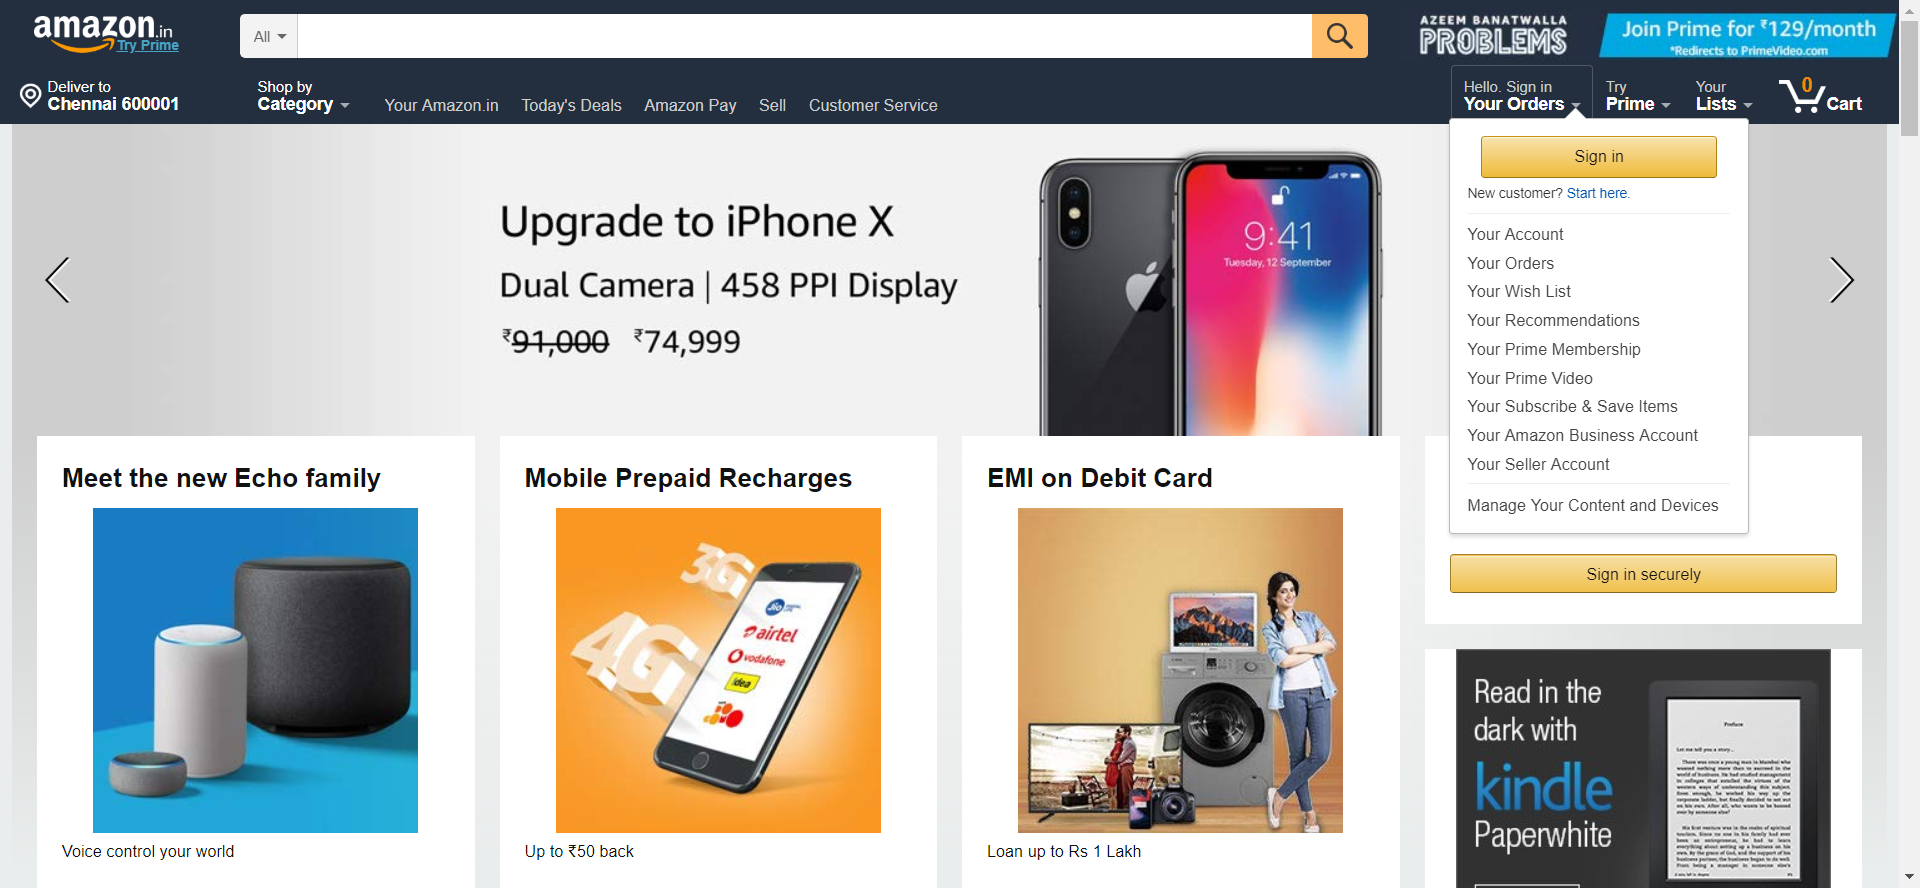 amazon.in
Try Prime
All
AZEEM BANATWALLA
PROBLEMS
Join Prime for ₹129/month
*Redirects to PrimeVideo.com
Deliver to
Chennai 600001
Shop by
Category
Your Amazon.in
Today's Deals
Amazon Pay
Sell
Customer Service
Hello. Sign in
Your Orders
Try
Prime
Your
Lists
0
Cart
Sign in
New customer? Start here.
Your Account
Your Orders
Your Wish List
Your Recommendations
Your Prime Membership
Your Prime Video
Your Subscribe & Save Items
Your Amazon Business Account
Your Seller Account
Manage Your Content and Devices
Upgrade to iPhone X
Dual Camera | 458 PPI Display
₹91,000 ₹74,999
9:41
Tuesday, 12 September
Meet the new Echo family
Voice control your world
Mobile Prepaid Recharges
3G
4G
Jio
airtel
vodafone
idea
Up to ₹50 back
EMI on Debit Card
Loan up to Rs 1 Lakh
Sign in securely
Read in the
dark with
kindle
Paperwhite
Preface
Let me tell you a story...